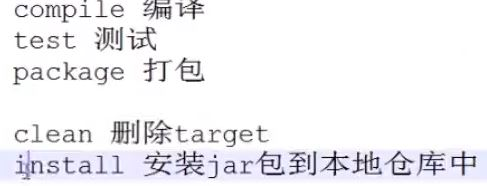 compile 编译
test 测试
package 打包
clean 删除target
install 安装jar包到本地仓库中